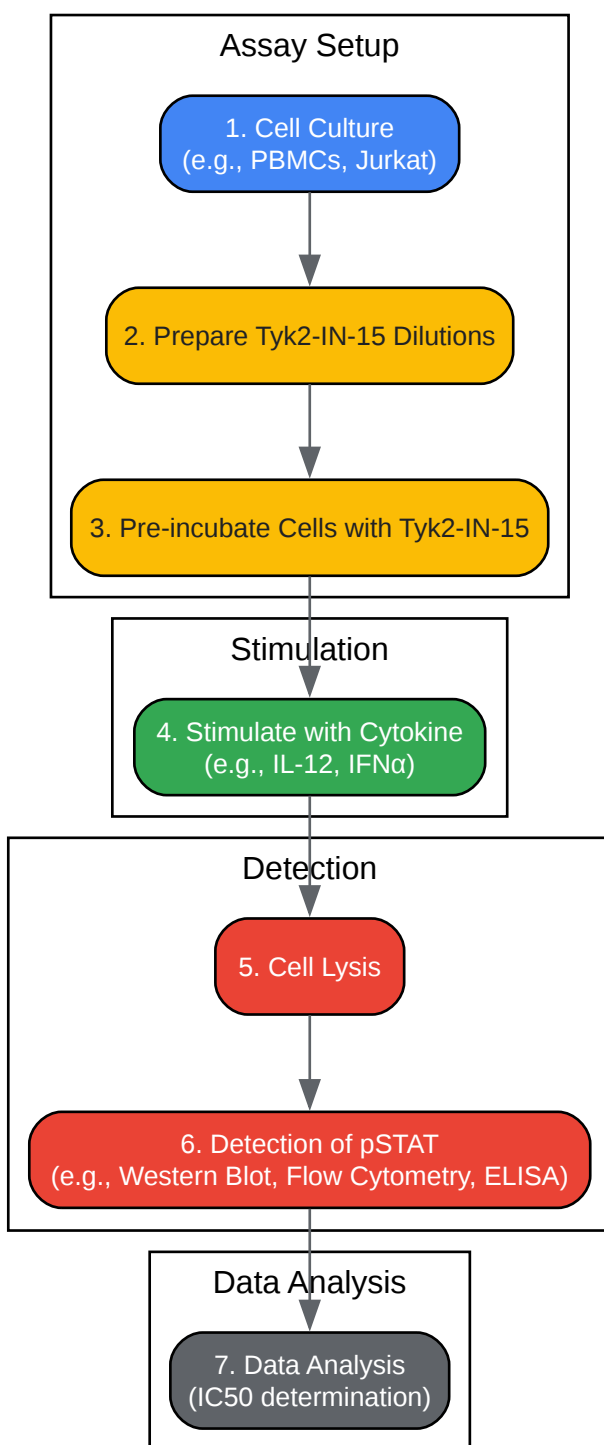 Assay Setup
1. Cell Culture
(e.g., PBMCs, Jurkat)
2. Prepare Tyk2-IN-15 Dilutions
3. Pre-incubate Cells with Tyk2-IN-15
Stimulation
4. Stimulate with Cytokine
(e.g., IL-12, IFNα)
Detection
5. Cell Lysis
6. Detection of pSTAT
(e.g., Western Blot, Flow Cytometry, ELISA)
Data Analysis
7. Data Analysis
(IC50 determination)